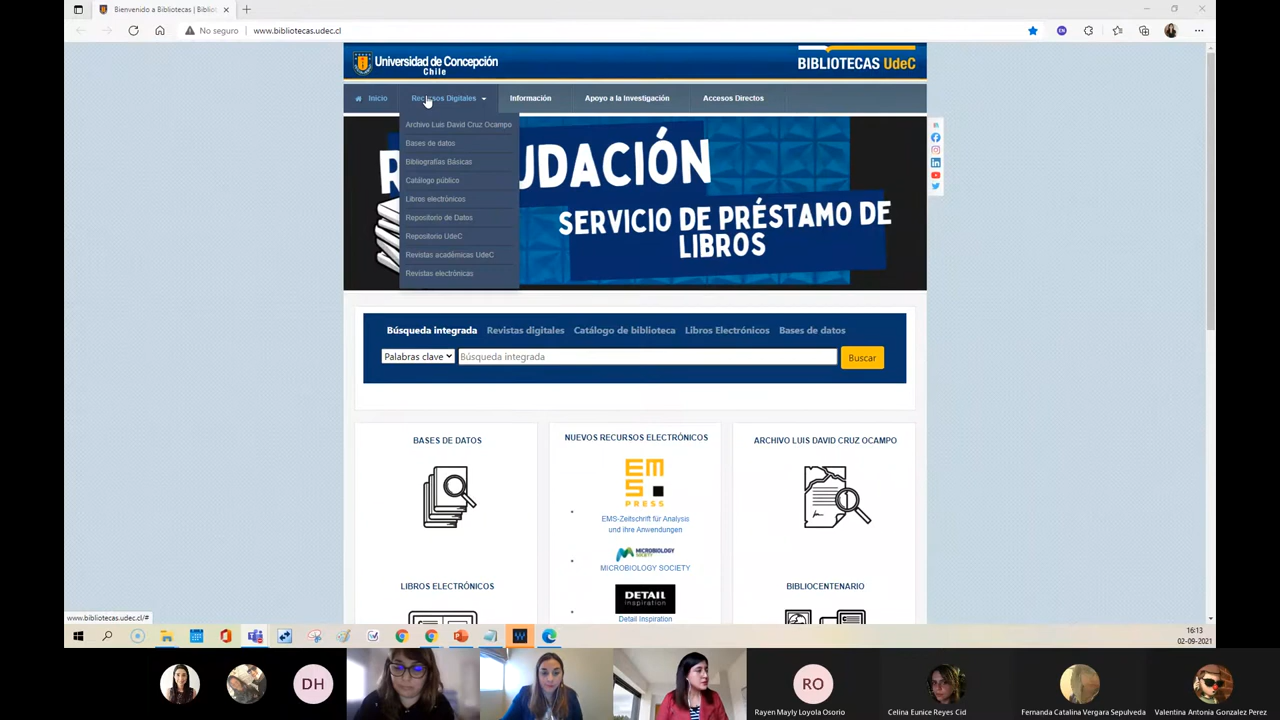 Bienvenido a Bibliotecas | UdeC
No seguro
www.bibliotecas.udec.cl
Universidad de Concepción
Chile
BIBLIOTECAS UdeC
Inicio
Recursos Digitales
Información
Apoyo a la Investigación
Accesos Directos
Archivo Luis David Cruz Ocampo
Bases de datos
Bibliografías Básicas
Catálogo público
Libros electrónicos
Repositorio de Datos
Repositorio UdeC
Revistas académicas UdeC
Revistas electrónicas
UDACIÓN
SERVICIO DE PRÉSTAMO DE
LIBROS
Búsqueda integrada
Revistas digitales
Catálogo de biblioteca
Libros Electrónicos
Bases de datos
Palabras clave
Búsqueda integrada
Buscar
BASES DE DATOS
NUEVOS RECURSOS ELECTRÓNICOS
ARCHIVO LUIS DAVID CRUZ OCAMPO
EMS
PRESS
EMS-Zeitschrift für Analysis
und ihre Anwendungen
MICROBIOLOGY
SOCIETY
MICROBIOLOGY SOCIETY
LIBROS ELECTRÓNICOS
BIBLIOCENTENARIO
DETAIL
inspiration
Detail Inspiration
www.bibliotecas.udec.cl/#
16:13
02-09-2021
DH
RO
Rayen Mayly Loyola Osorio
Celina Eunice Reyes Cid
Fernanda Catalina Vergara Sepulveda
Valentina Antonia Gonzalez Perez